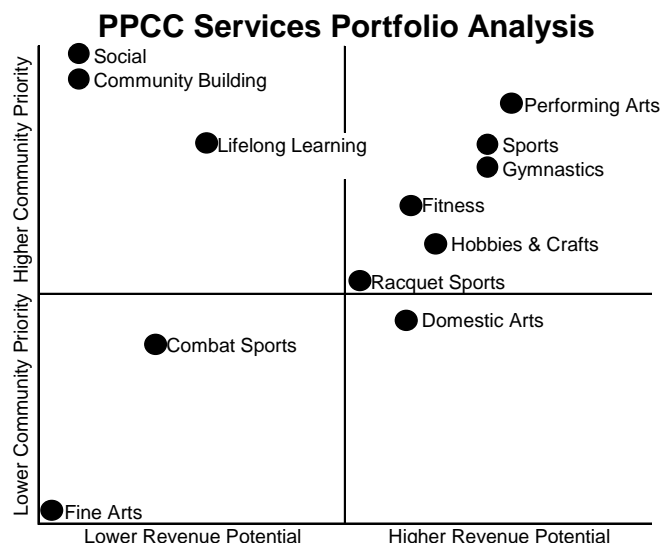 PPCC Services Portfolio Analysis
Social
Community Building
Performing Arts
Lifelong Learning
Sports
Gymnastics
Fitness
Hobbies & Crafts
Racquet Sports
Domestic Arts
Combat Sports
Fine Arts
Higher Community Priority
Lower Community Priority
Lower Revenue Potential
Higher Revenue Potential